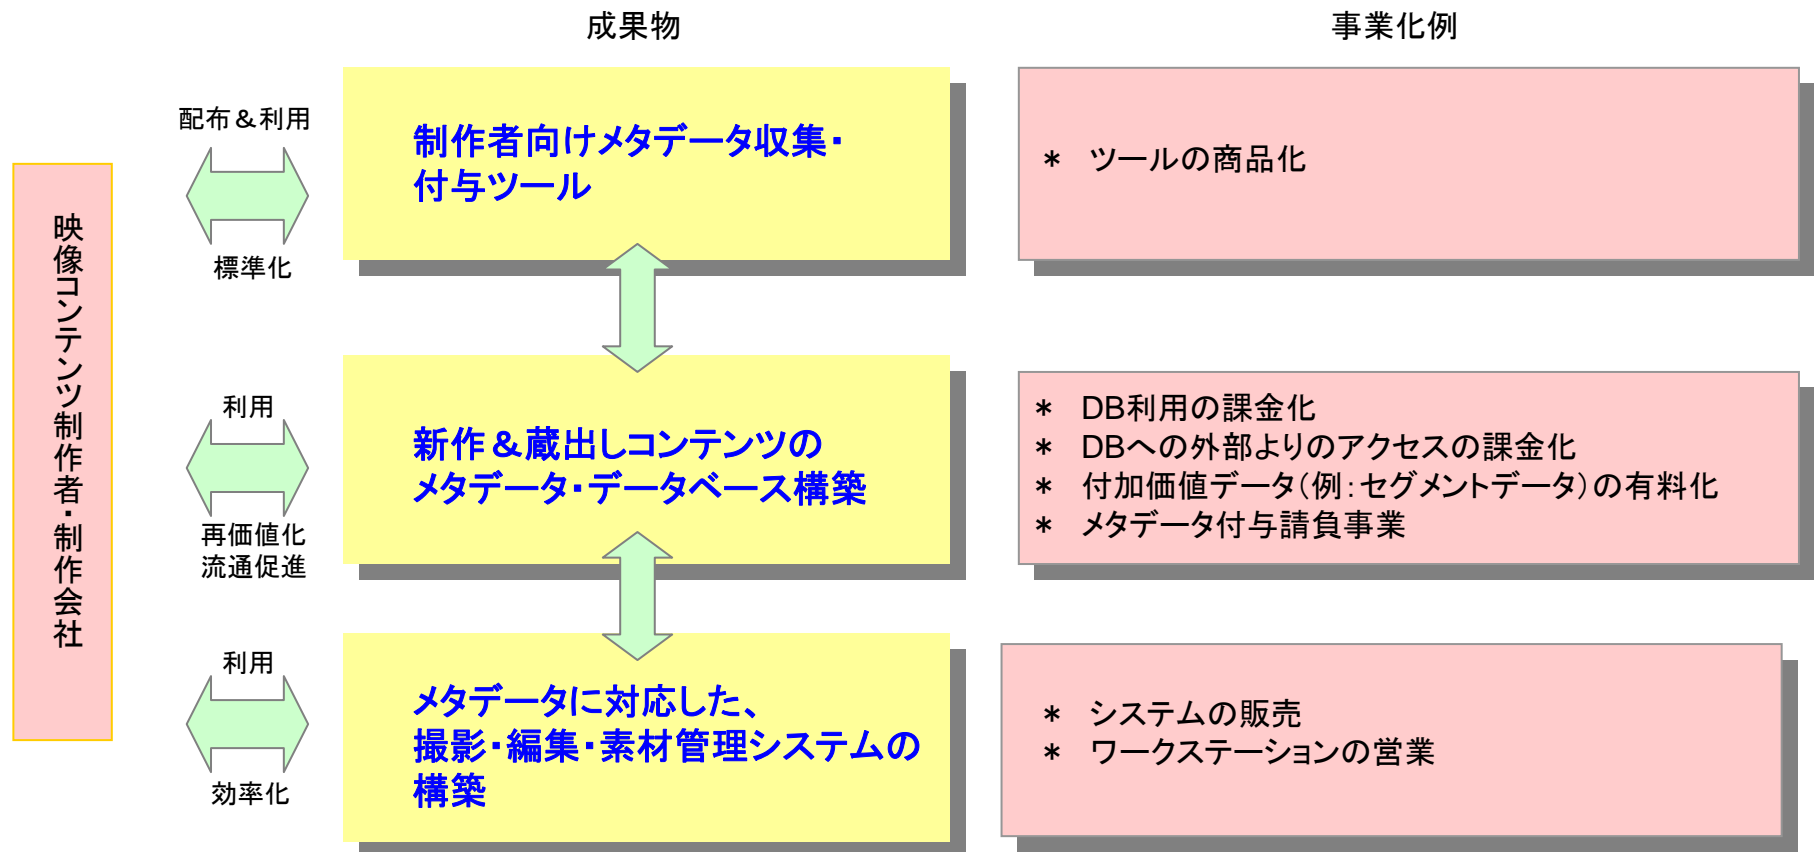 成果物
事業化例
映像コンテンツ制作者・制作会社
配布＆利用
標準化
制作者向けメタデータ収集・
付与ツール
＊ ツールの商品化
利用
再価値化
流通促進
新作＆蔵出しコンテンツの
メタデータ・データベース構築
＊ DB利用の課金化
＊ DBへの外部よりのアクセスの課金化
＊ 付加価値データ（例：セグメントデータ）の有料化
＊ メタデータ付与請負事業
利用
効率化
メタデータに対応した、
撮影・編集・素材管理システムの
構築
＊ システムの販売
＊ ワークステーションの営業